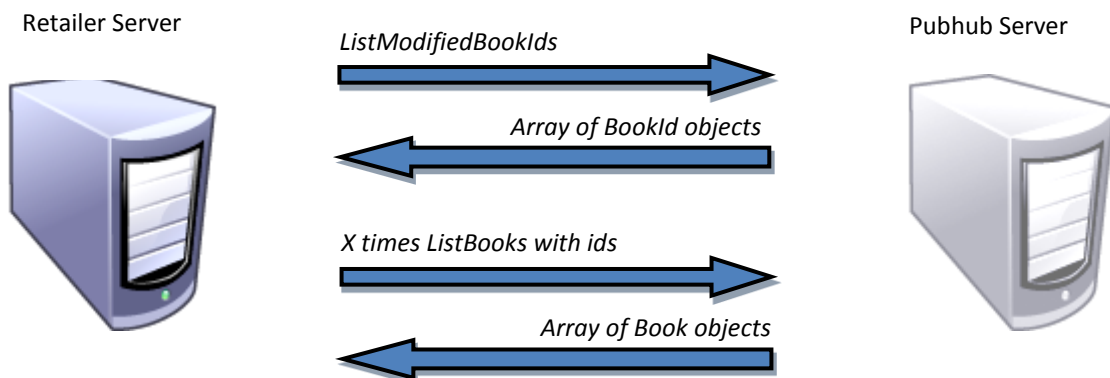 Retailer Server
Pubhub Server
ListModifiedBookIds
Array of BookId objects
X times ListBooks with ids
Array of Book objects